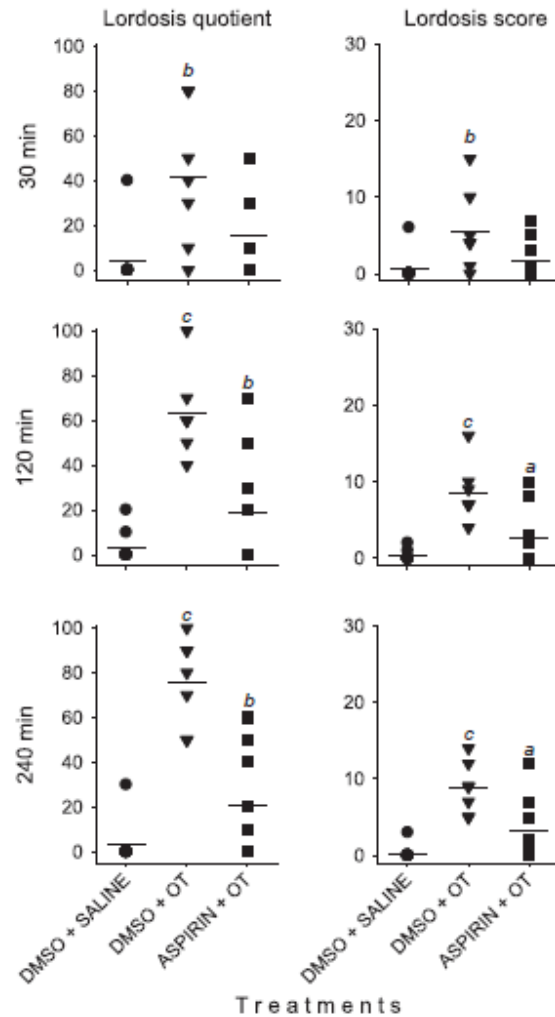 Lordosis quotient Lordosis score
30 min
100
80
60
40
20
0
b
30
20
10
0
b
120 min
100
80
60
40
20
0
c
b
30
20
10
0
c
a
240 min
100
80
60
40
20
0
c
b
30
20
10
0
c
a
DMSO + SALINE
DMSO + OT
ASPIRIN + OT
DMSO + SALINE
DMSO + OT
ASPIRIN + OT
Treatments